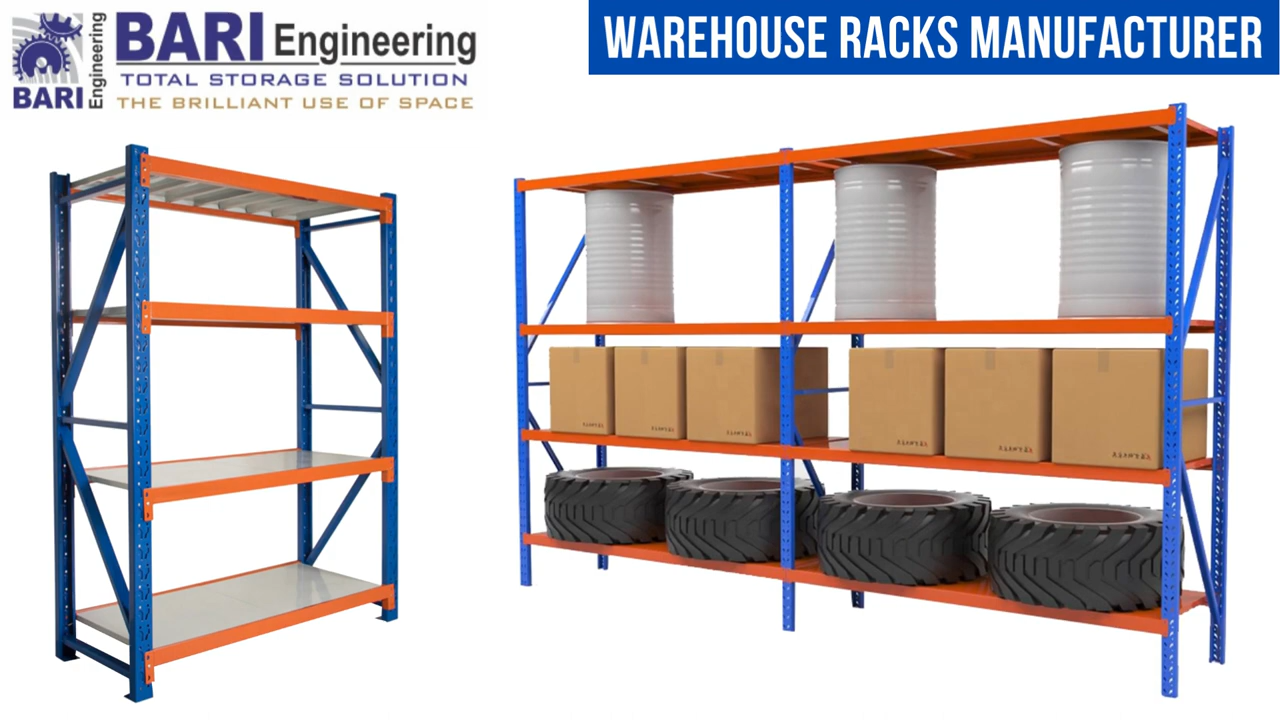 BARI Engineering
BARI Engineering
TOTAL STORAGE SOLUTION
THE BRILLIANT USE OF SPACE
WAREHOUSE RACKS MANUFACTURER